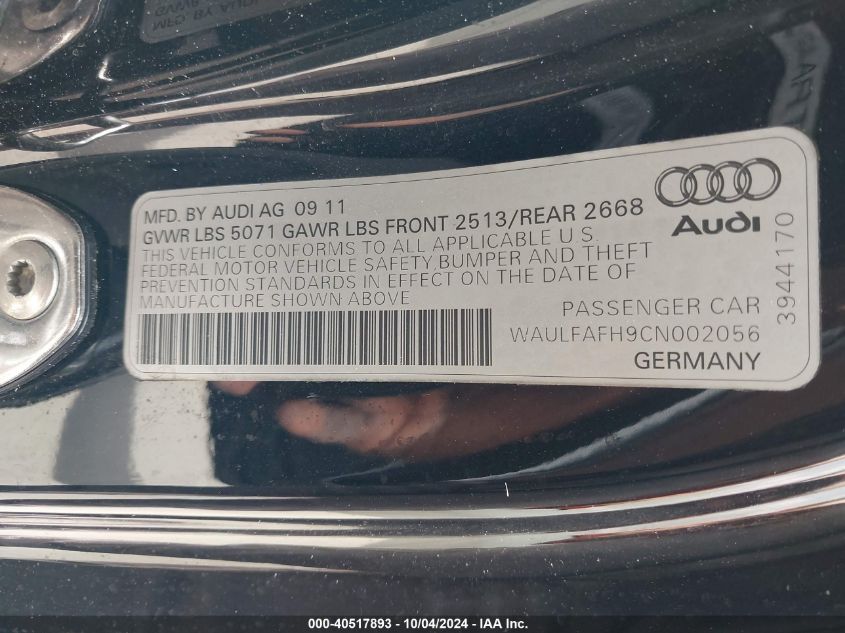 MFD. BY AUDI AG 09 11
GVWR LBS 5071 GAWR LBS FRONT 2513/REAR 2668
THIS VEHICLE CONFORMS TO ALL APPLICABLE U S
FEDERAL MOTOR VEHICLE SAFETY,BUMPER AND THEFT
PREVENTION STANDARDS IN EFFECT ON THE DATE OF
MANUFACTURE SHOWN ABOVE
Audi
PASSENGER CAR
WAULFAFH9CN002056
GERMANY
3944170
000-40517893 - 10/04/2024 - IAA Inc.